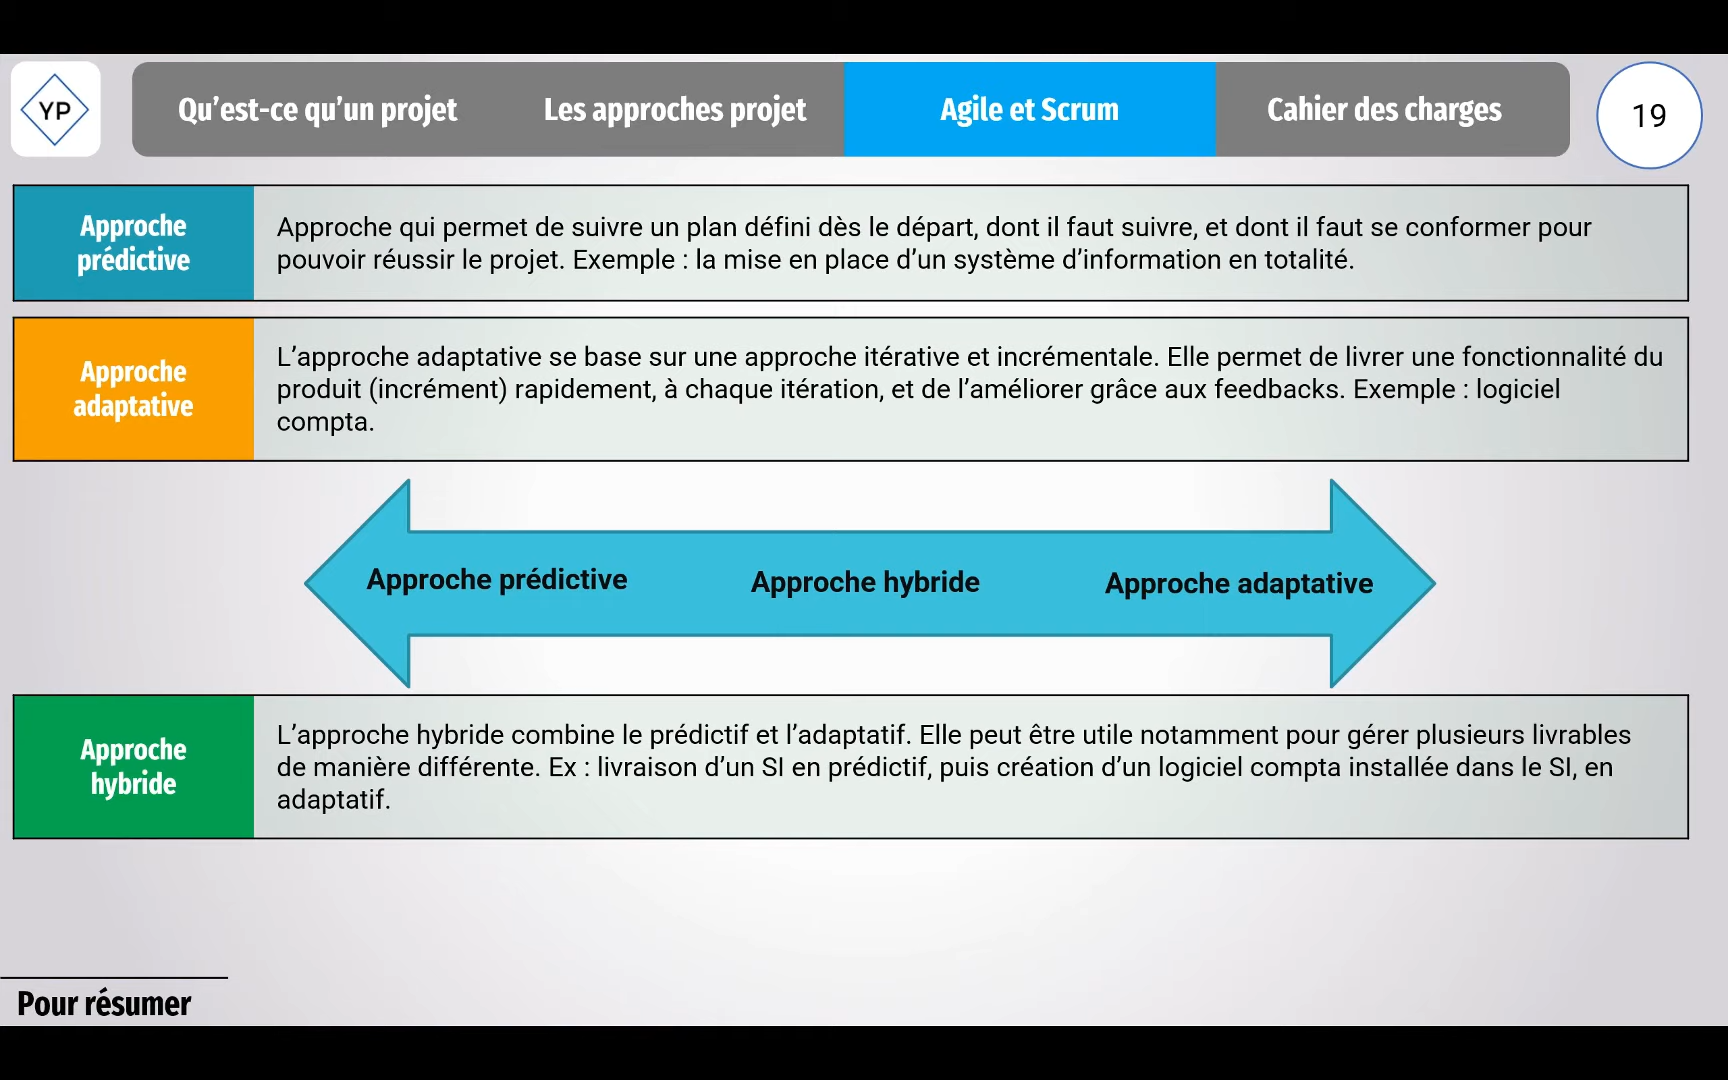 YP
Qu’est-ce qu’un projet
Les approches projet
Agile et Scrum
Cahier des charges
19
Approche
prédictive
Approche qui permet de suivre un plan défini dès le départ, dont il faut suivre, et dont il faut se conformer pour
pouvoir réussir le projet. Exemple : la mise en place d’un système d’information en totalité.
Approche
adaptative
L’approche adaptative se base sur une approche itérative et incrémentale. Elle permet de livrer une fonctionnalité du
produit (incrément) rapidement, à chaque itération, et de l’améliorer grâce aux feedbacks. Exemple : logiciel
compta.
Approche prédictive
Approche hybride
Approche adaptative
Approche
hybride
L’approche hybride combine le prédictif et l’adaptatif. Elle peut être utile notamment pour gérer plusieurs livrables
de manière différente. Ex : livraison d’un SI en prédictif, puis création d’un logiciel compta installée dans le SI, en
adaptatif.
Pour résumer